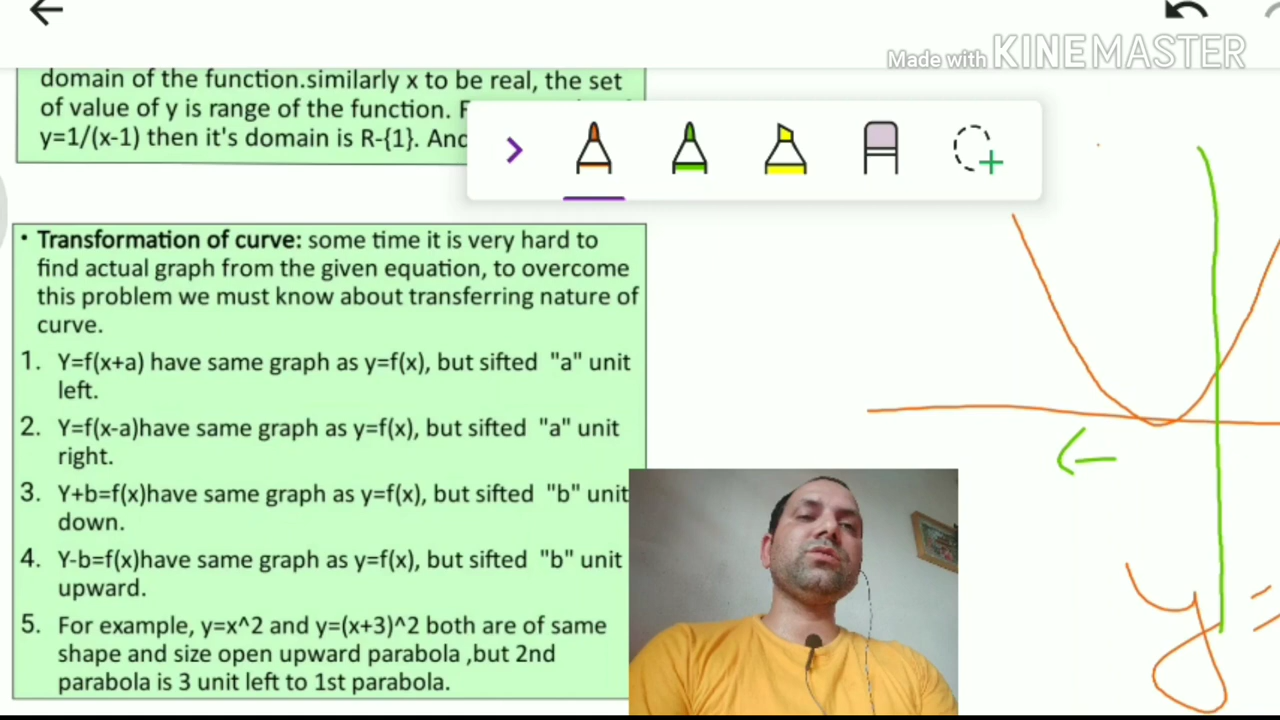 Made with KINEMASTER
domain of the function.similarly x to be real, the set
of value of y is range of the function.
y=1/(x-1) then it's domain is R-{1}. And
• Transformation of curve: some time it is very hard to
find actual graph from the given equation, to overcome
this problem we must know about transferring nature of
curve.
1. Y=f(x+a) have same graph as y=f(x), but sifted "a" unit
left.
2. Y=f(x-a)have same graph as y=f(x), but sifted "a" unit
right.
3. Y+b=f(x)have same graph as y=f(x), but sifted "b" unit
down.
4. Y-b=f(x)have same graph as y=f(x), but sifted "b" unit
upward.
5. For example, y=x^2 and y=(x+3)^2 both are of same
shape and size open upward parabola ,but 2nd
parabola is 3 unit left to 1st parabola.
y=